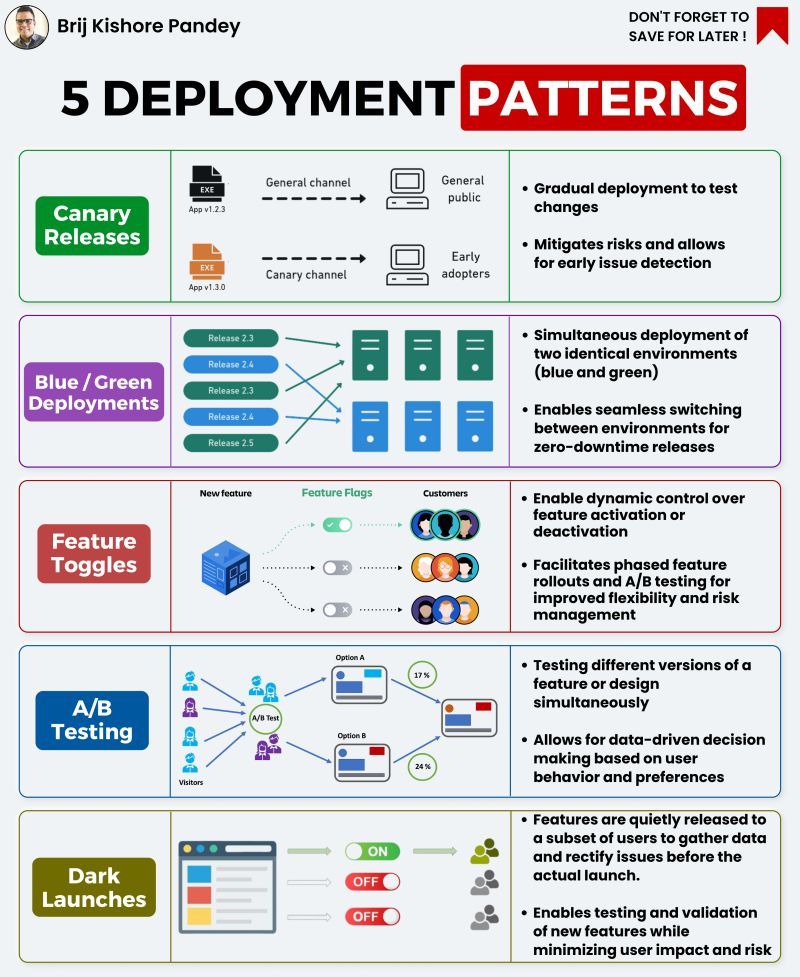 Brij Kishore Pandey
DON'T FORGET TO
SAVE FOR LATER !
5 DEPLOYMENT PATTERNS
Canary
Releases
EXE
App v1.2.3
General channel
General
public
EXE
App v1.3.0
Canary channel
Early
adopters
• Gradual deployment to test
changes
• Mitigates risks and allows
for early issue detection
Blue / Green
Deployments
Release 2.3
Release 2.4
Release 2.3
Release 2.4
Release 2.5
• Simultaneous deployment of
two identical environments
(blue and green)
• Enables seamless switching
between environments for
zero-downtime releases
Feature
Toggles
New feature
Feature Flags
Customers
• Enable dynamic control over
feature activation or
deactivation
• Facilitates phased feature
rollouts and A/B testing for
improved flexibility and risk
management
A/B
Testing
Visitors
A/B Test
Option A
17 %
Option B
24 %
• Testing different versions of a
feature or design
simultaneously
• Allows for data-driven decision
making based on user
behavior and preferences
Dark
Launches
ON
OFF
OFF
• Features are quietly released to
a subset of users to gather data
and rectify issues before the
actual launch.
• Enables testing and validation
of new features while
minimizing user impact and risk